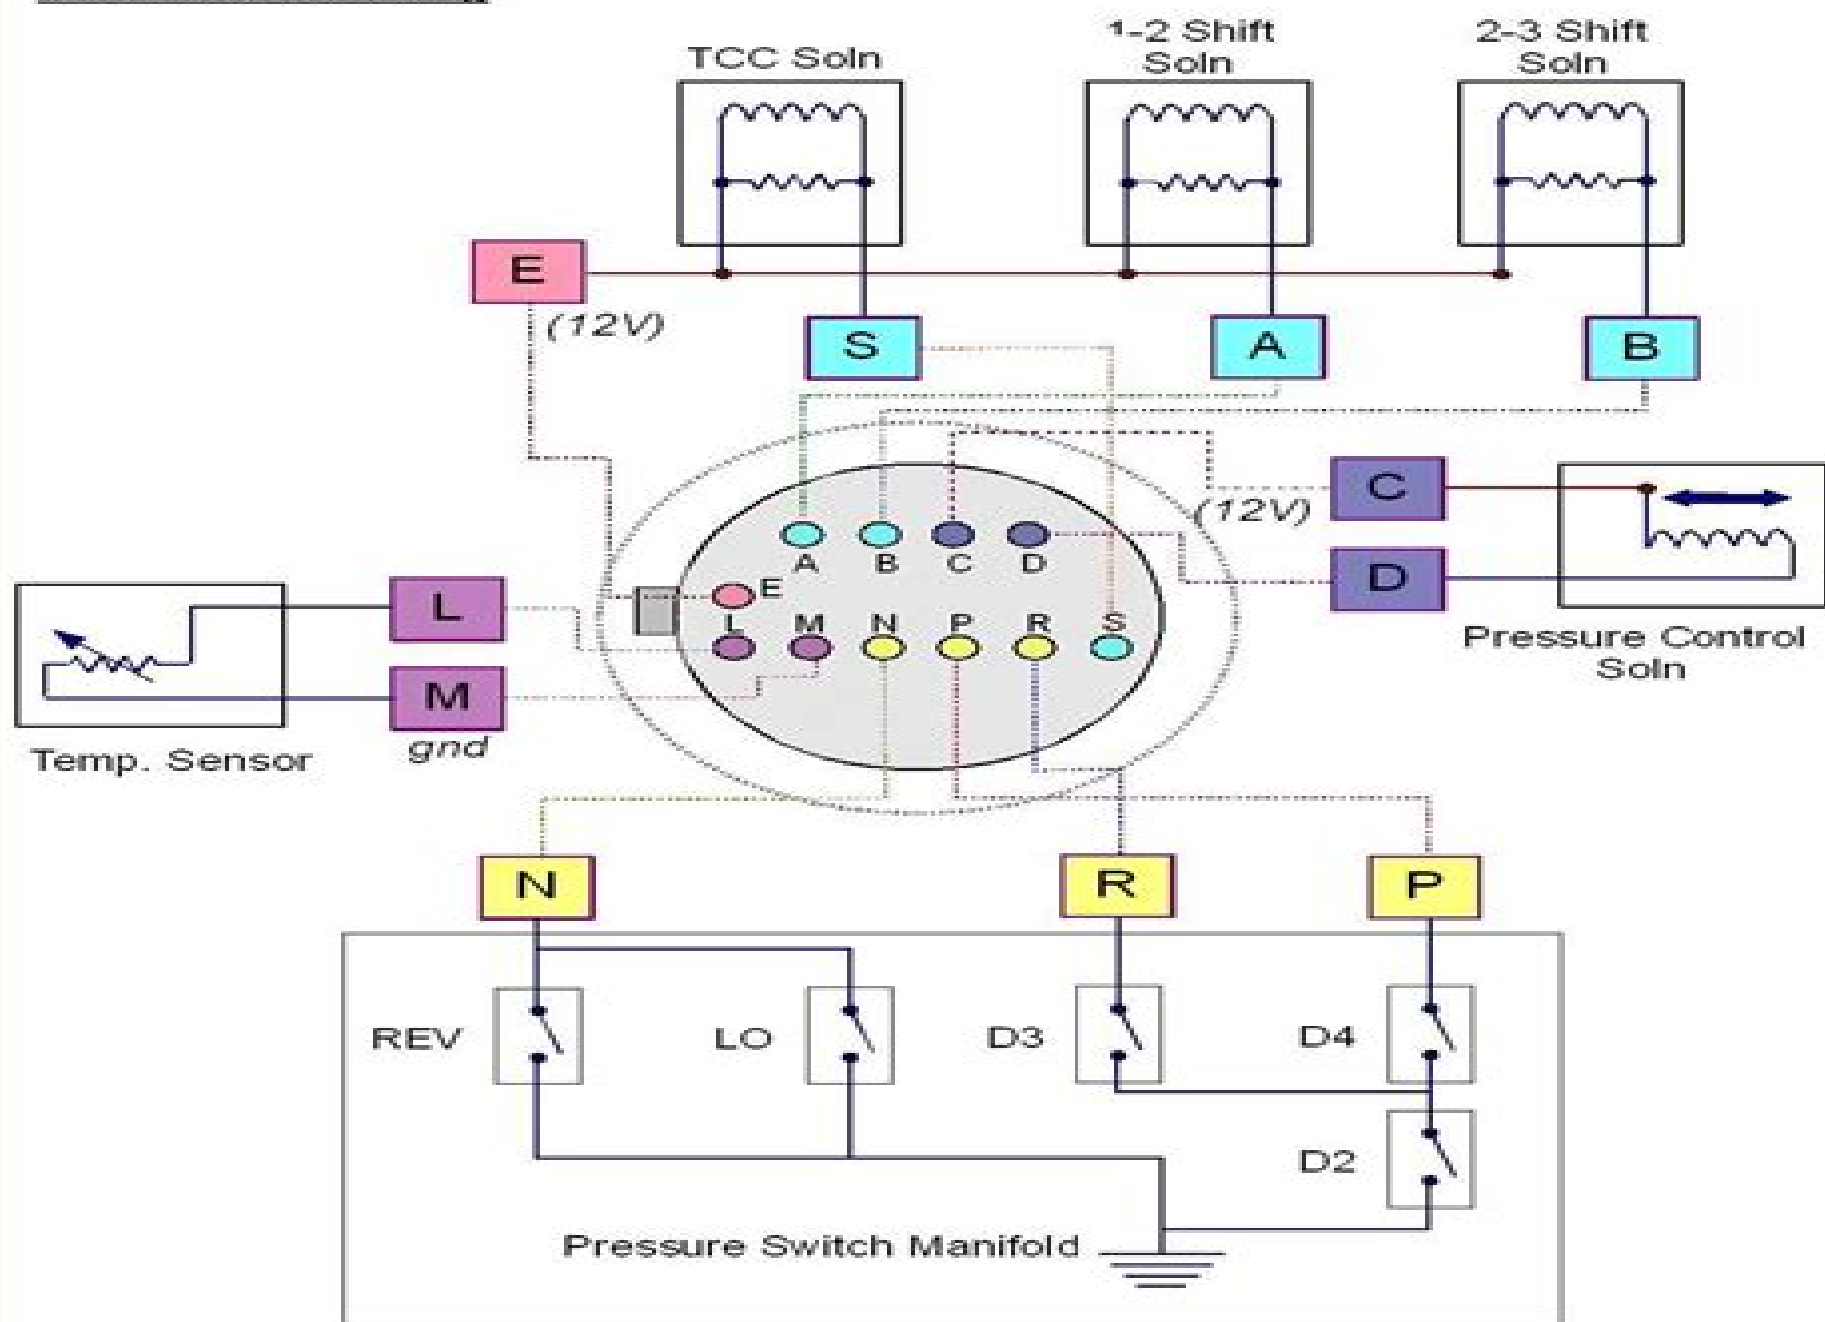 TCC Soln
1-2 Shift
Soln
2-3 Shift
Soln
E
(12V)
S
A
B
C
(12V)
D
Pressure Control
Soln
A
B
C
D
E
L
M
N
P
R
S
L
M
gnd
Temp. Sensor
N
R
P
REV
LO
D3
D4
D2
Pressure Switch Manifold